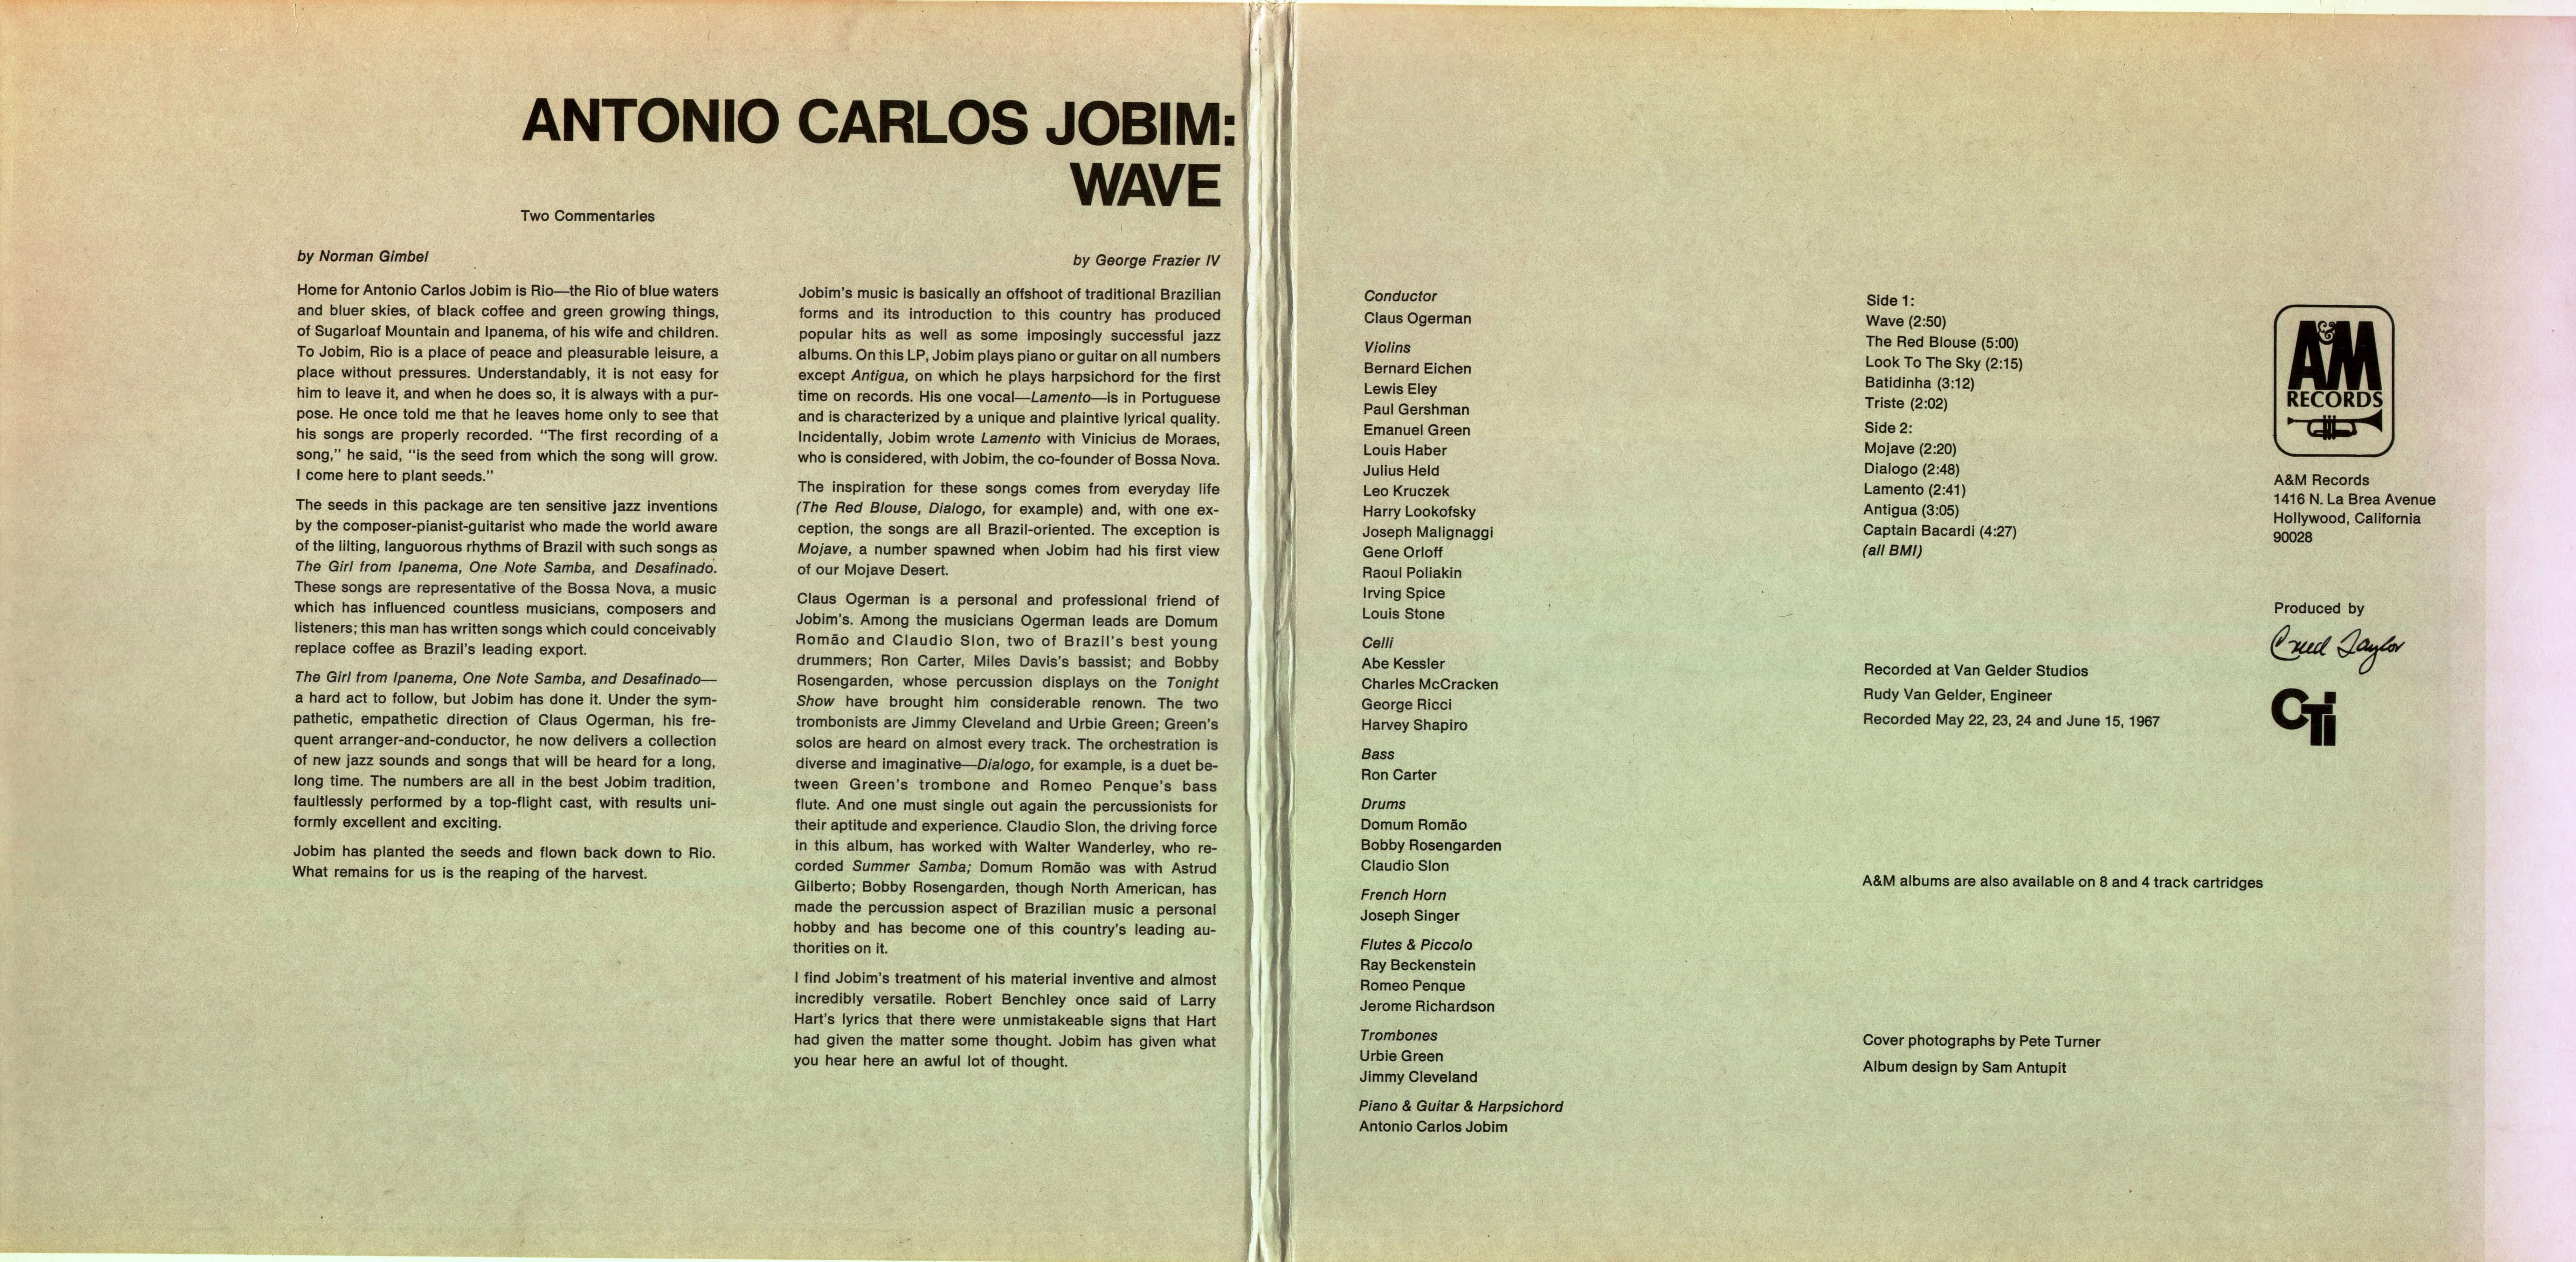 ANTONIO CARLOS JOBIM:
WAVE
Two Commentaries
by Norman Gimbel
Home for Antonio Carlos Jobim is Rio—the Rio of blue waters
and bluer skies, of black coffee and green growing things,
of Sugarloaf Mountain and Ipanema, of his wife and children.
To Jobim, Rio is a place of peace and pleasurable leisure, a
place without pressures. Understandably, it is not easy for
him to leave it, and when he does so, it is always with a pur-
pose. He once told me that he leaves home only to see that
his songs are properly recorded. “The first recording of a
song,” he said, “is the seed from which the song will grow.
I come here to plant seeds.”
The seeds in this package are ten sensitive jazz inventions
by the composer-pianist-guitarist who made the world aware
of the lilting, languorous rhythms of Brazil with such songs as
The Girl from Ipanema, One Note Samba, and Desafinado.
These songs are representative of the Bossa Nova, a music
which has influenced countless musicians, composers and
listeners; this man has written songs which could conceivably
replace coffee as Brazil’s leading export.
The Girl from Ipanema, One Note Samba, and Desafinado—
a hard act to follow, but Jobim has done it. Under the sym-
pathetic, empathetic direction of Claus Ogerman, his fre-
quent arranger-and-conductor, he now delivers a collection
of new jazz sounds and songs that will be heard for a long,
long time. The numbers are all in the best Jobim tradition,
faultlessly performed by a top-flight cast, with results uni-
formly excellent and exciting.
Jobim has planted the seeds and flown back down to Rio.
What remains for us is the reaping of the harvest.
by George Frazier IV
Jobim’s music is basically an offshoot of traditional Brazilian
forms and its introduction to this country has produced
popular hits as well as some imposingly successful jazz
albums. On this LP, Jobim plays piano or guitar on all numbers
except Antigua, on which he plays harpsichord for the first
time on records. His one vocal—Lamento—is in Portuguese
and is characterized by a unique and plaintive lyrical quality.
Incidentally, Jobim wrote Lamento with Vinicius de Moraes,
who is considered, with Jobim, the co-founder of Bossa Nova.
The inspiration for these songs comes from everyday life
(The Red Blouse, Dialogo, for example) and, with one ex-
ception, the songs are all Brazil-oriented. The exception is
Mojave, a number spawned when Jobim had his first view
of our Mojave Desert.
Claus Ogerman is a personal and professional friend of
Jobim’s. Among the musicians Ogerman leads are Domum
Romão and Claudio Slon, two of Brazil’s best young
drummers; Ron Carter, Miles Davis’s bassist; and Bobby
Rosengarden, whose percussion displays on the Tonight
Show have brought him considerable renown. The two
trombonists are Jimmy Cleveland and Urbie Green; Green’s
solos are heard on almost every track. The orchestration is
diverse and imaginative—Dialogo, for example, is a duet be-
tween Green’s trombone and Romeo Penque’s bass
flute. And one must single out again the percussionists for
their aptitude and experience. Claudio Slon, the driving force
in this album, has worked with Walter Wanderley, who re-
corded Summer Samba; Domum Romão was with Astrud
Gilberto; Bobby Rosengarden, though North American, has
made the percussion aspect of Brazilian music a personal
hobby and has become one of this country’s leading au-
thorities on it.
I find Jobim’s treatment of his material inventive and almost
incredibly versatile. Robert Benchley once said of Larry
Hart’s lyrics that there were unmistakeable signs that Hart
had given the matter some thought. Jobim has given what
you hear here an awful lot of thought.
Conductor
Claus Ogerman
Violins
Bernard Eichen
Lewis Eley
Paul Gershman
Emanuel Green
Louis Haber
Julius Held
Leo Kruczek
Harry Lookofsky
Joseph Malignaggi
Gene Orloff
Raoul Poliakin
Irving Spice
Louis Stone
Celli
Abe Kessler
Charles McCracken
George Ricci
Harvey Shapiro
Bass
Ron Carter
Drums
Domum Romão
Bobby Rosengarden
Claudio Slon
French Horn
Joseph Singer
Flutes & Piccolo
Ray Beckenstein
Romeo Penque
Jerome Richardson
Trombones
Urbie Green
Jimmy Cleveland
Piano & Guitar & Harpsichord
Antonio Carlos Jobim
Side 1:
Wave (2:50)
The Red Blouse (5:00)
Look To The Sky (2:15)
Batidinha (3:12)
Triste (2:02)
Side 2:
Mojave (2:20)
Dialogo (2:48)
Lamento (2:41)
Antigua (3:05)
Captain Bacardi (4:27)
(all BMI)
Recorded at Van Gelder Studios
Rudy Van Gelder, Engineer
Recorded May 22, 23, 24 and June 15, 1967
A&M albums are also available on 8 and 4 track cartridges
Cover photographs by Pete Turner
Album design by Sam Antupit
A&M
RECORDS
A&M Records
1416 N. La Brea Avenue
Hollywood, California
90028
Produced by
Creed Taylor
CTi